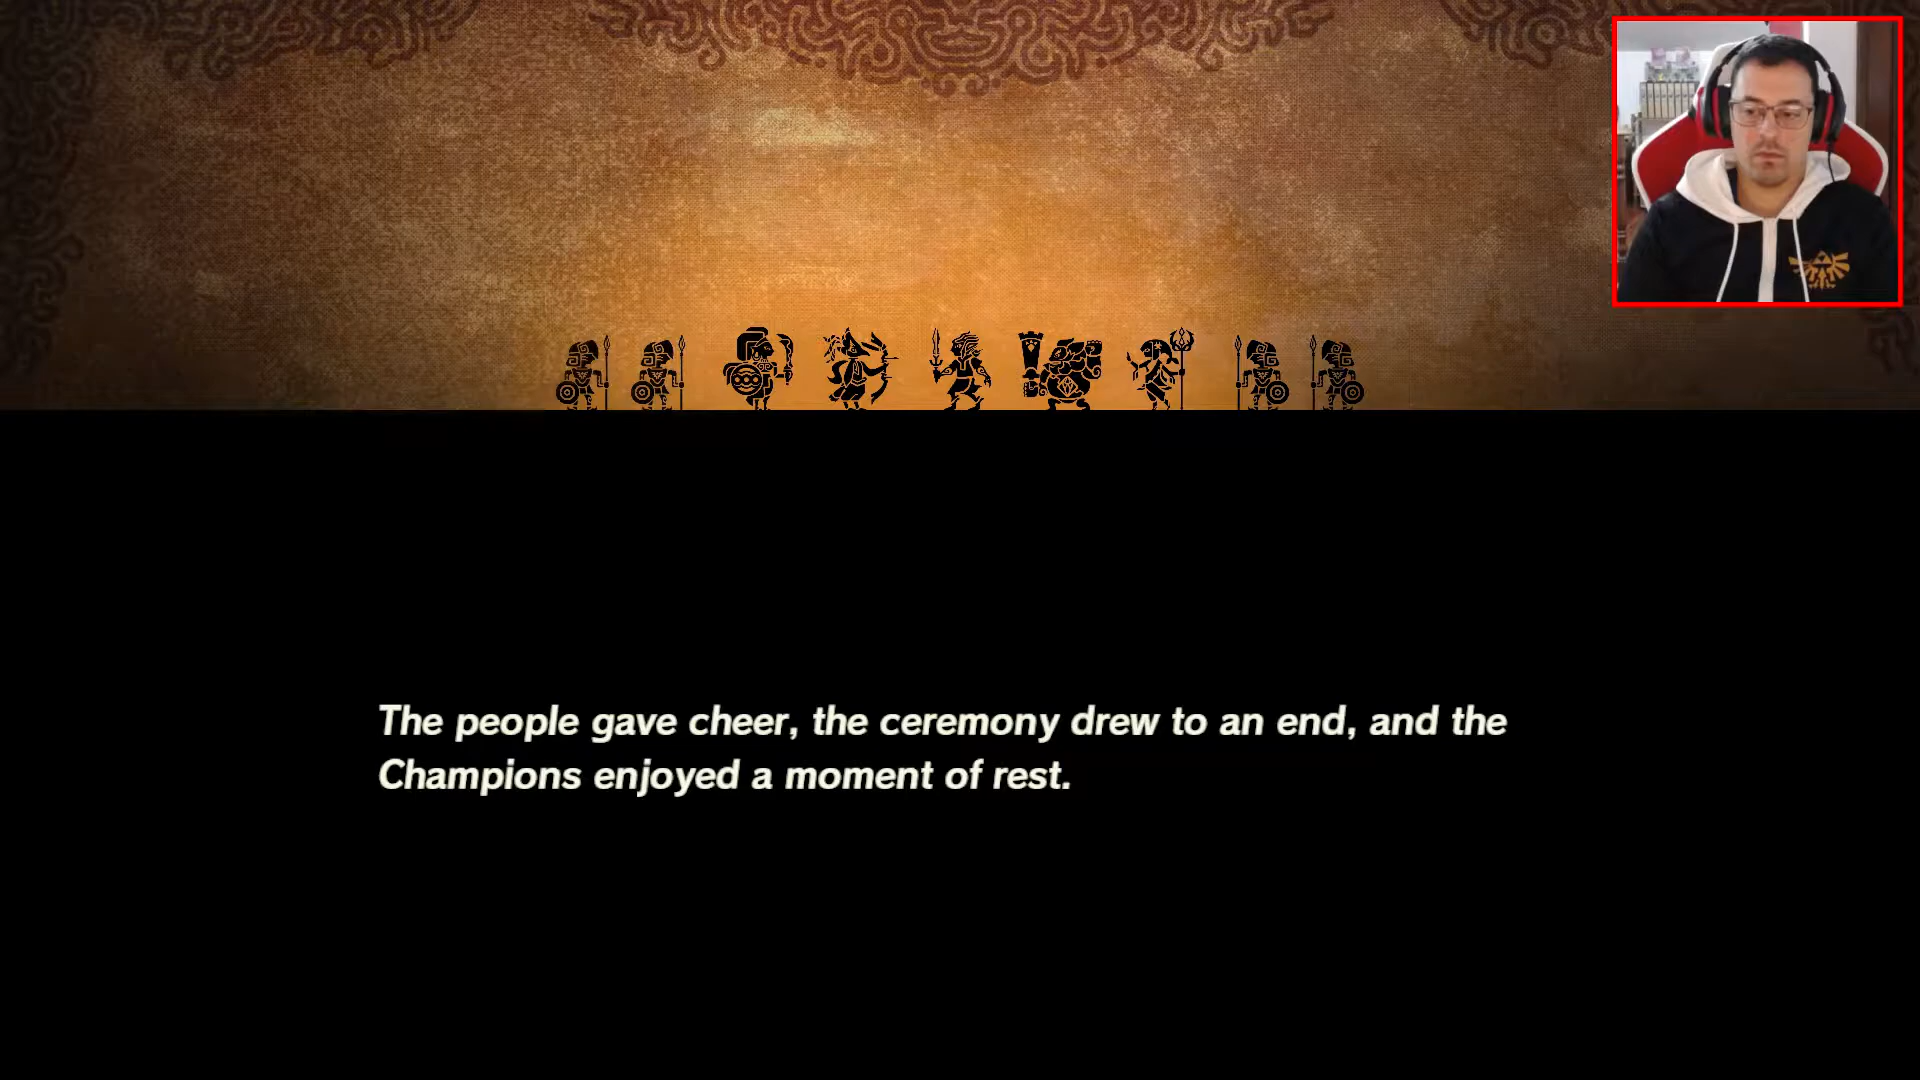 The people gave cheer, the ceremony drew to an end, and the
Champions enjoyed a moment of rest.